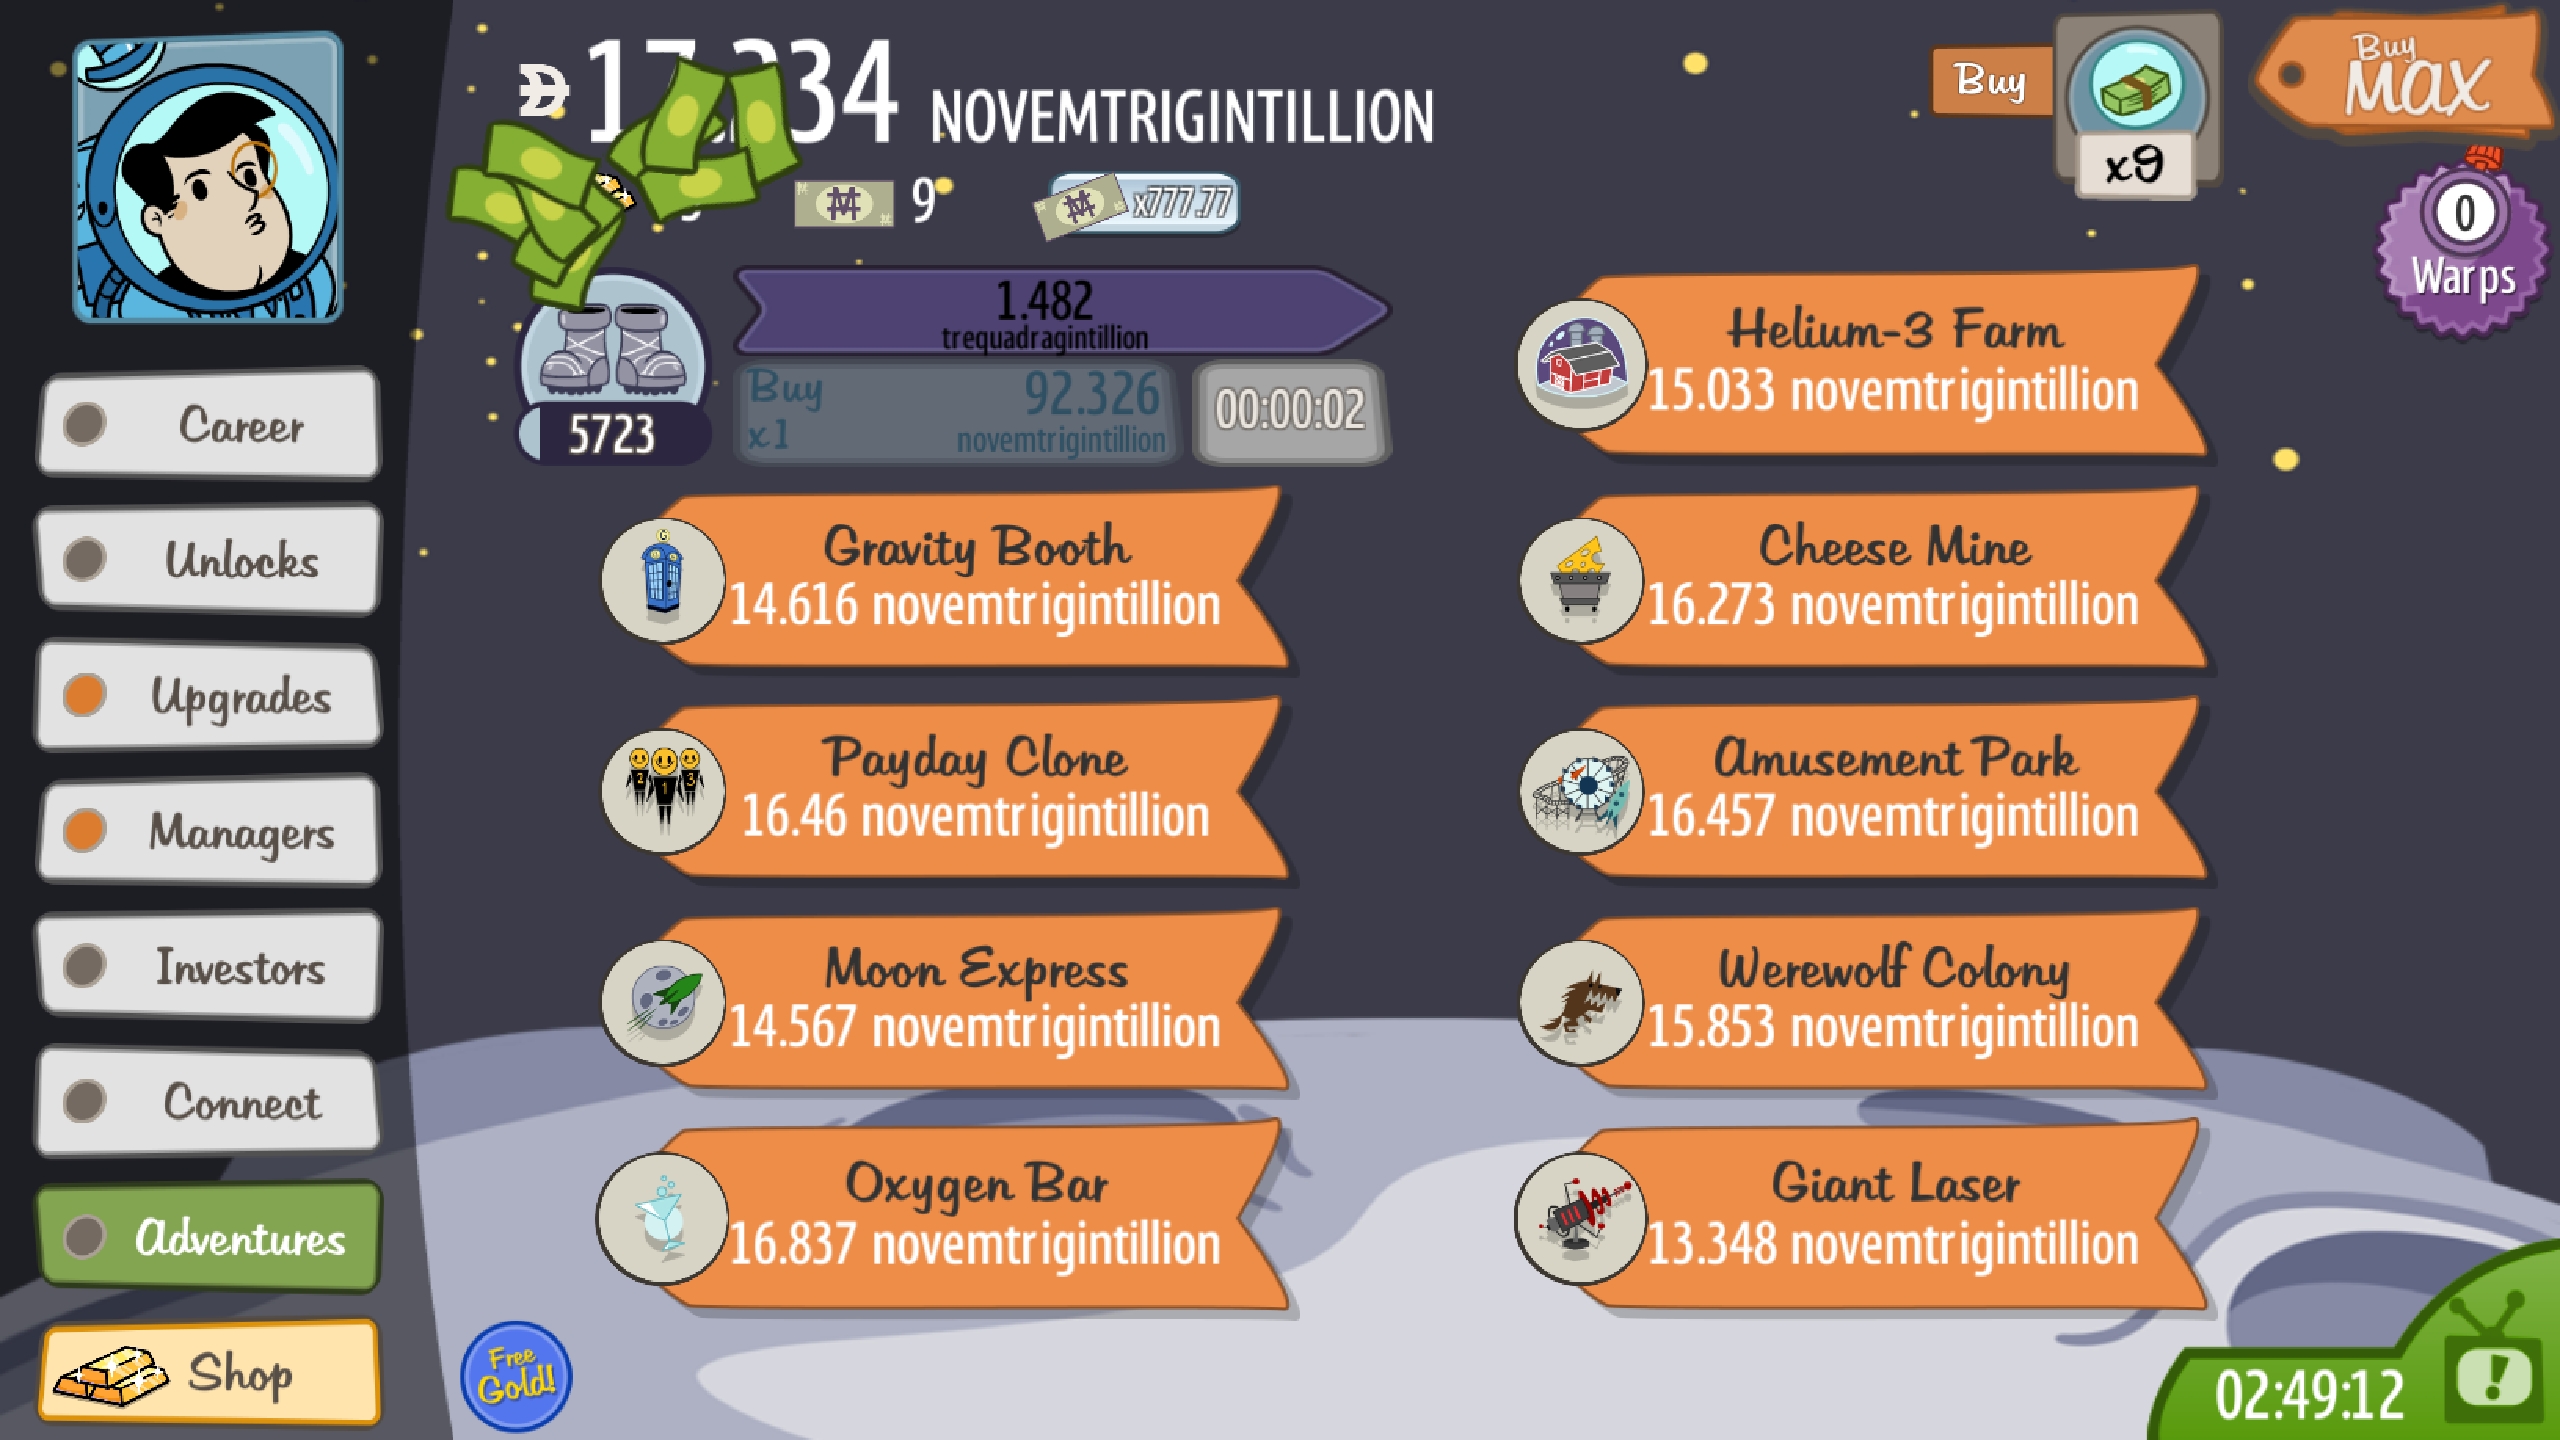 NOVEMTRIGINTILLION
Buy
x9
Buy
MAX
9
x777.77
0
Warps
1.482
trequadragintillion
Buy
x1
92.326
novemtrigintillion
00:00:02
5723
Helium-3 Farm
15.033 novemtrigintillion
Gravity Booth
14.616 novemtrigintillion
Cheese Mine
16.273 novemtrigintillion
Payday Clone
16.46 novemtrigintillion
Amusement Park
16.457 novemtrigintillion
Moon Express
14.567 novemtrigintillion
Werewolf Colony
15.853 novemtrigintillion
Oxygen Bar
16.837 novemtrigintillion
Giant Laser
13.348 novemtrigintillion
Career
Unlocks
Upgrades
Managers
Investors
Connect
Adventures
Shop
Free
Gold!
02:49:12